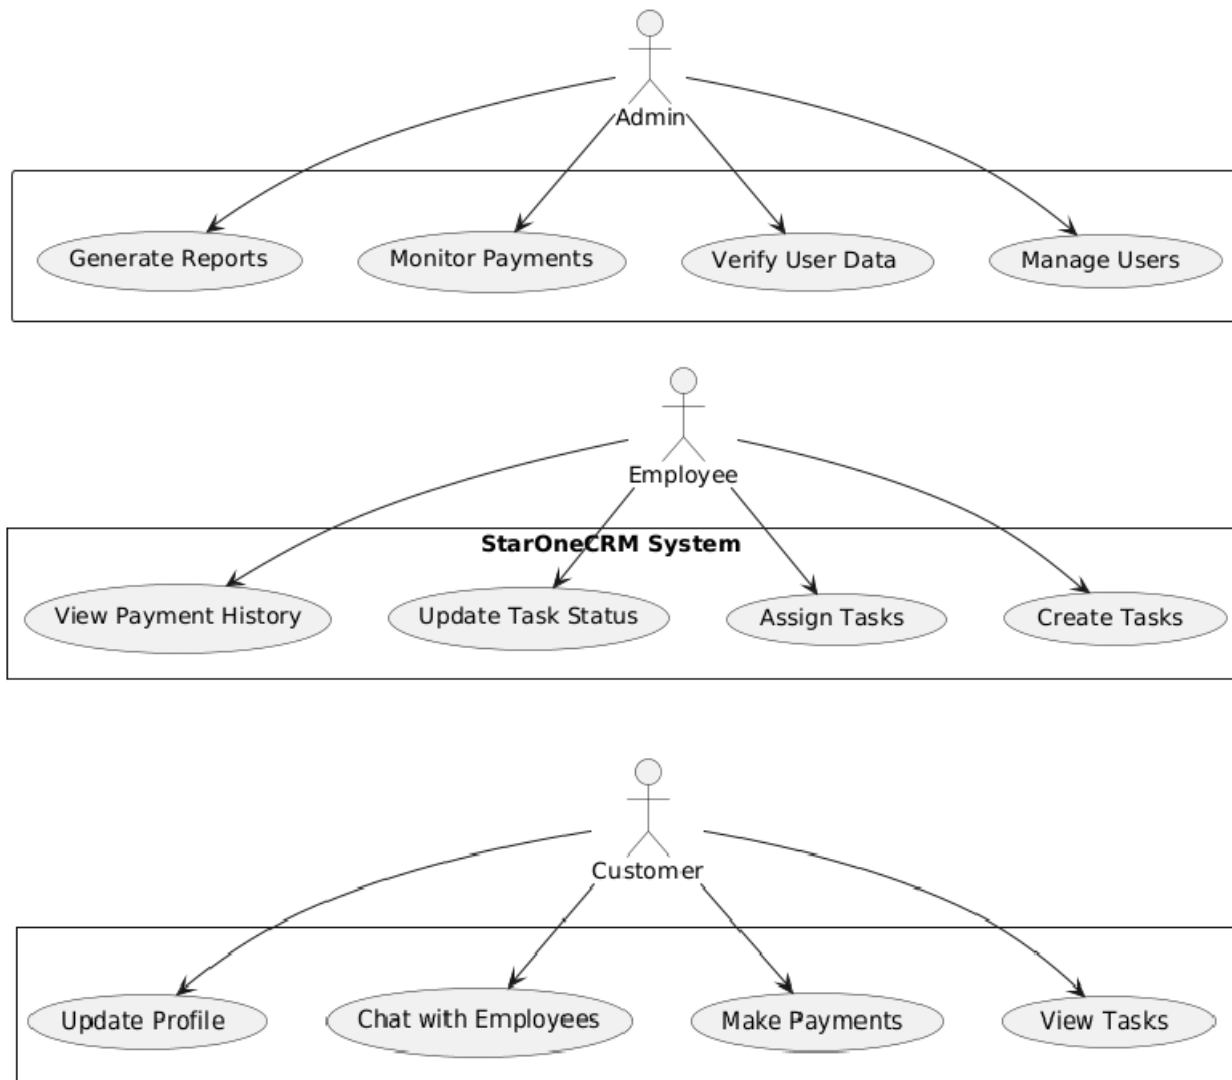 Admin
Generate Reports
Monitor Payments
Verify User Data
Manage Users
Employee
StarOneCRM System
View Payment History
Update Task Status
Assign Tasks
Create Tasks
Customer
Update Profile
Chat with Employees
Make Payments
View Tasks